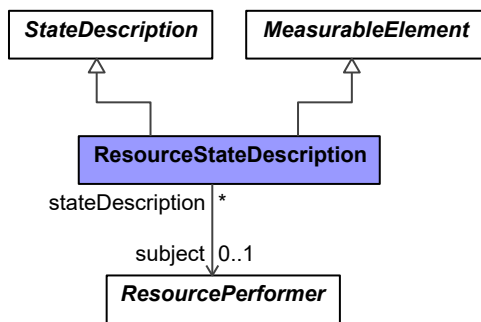 StateDescription
MeasurableElement
ResourceStateDescription
stateDescription *
subject 0..1
ResourcePerformer